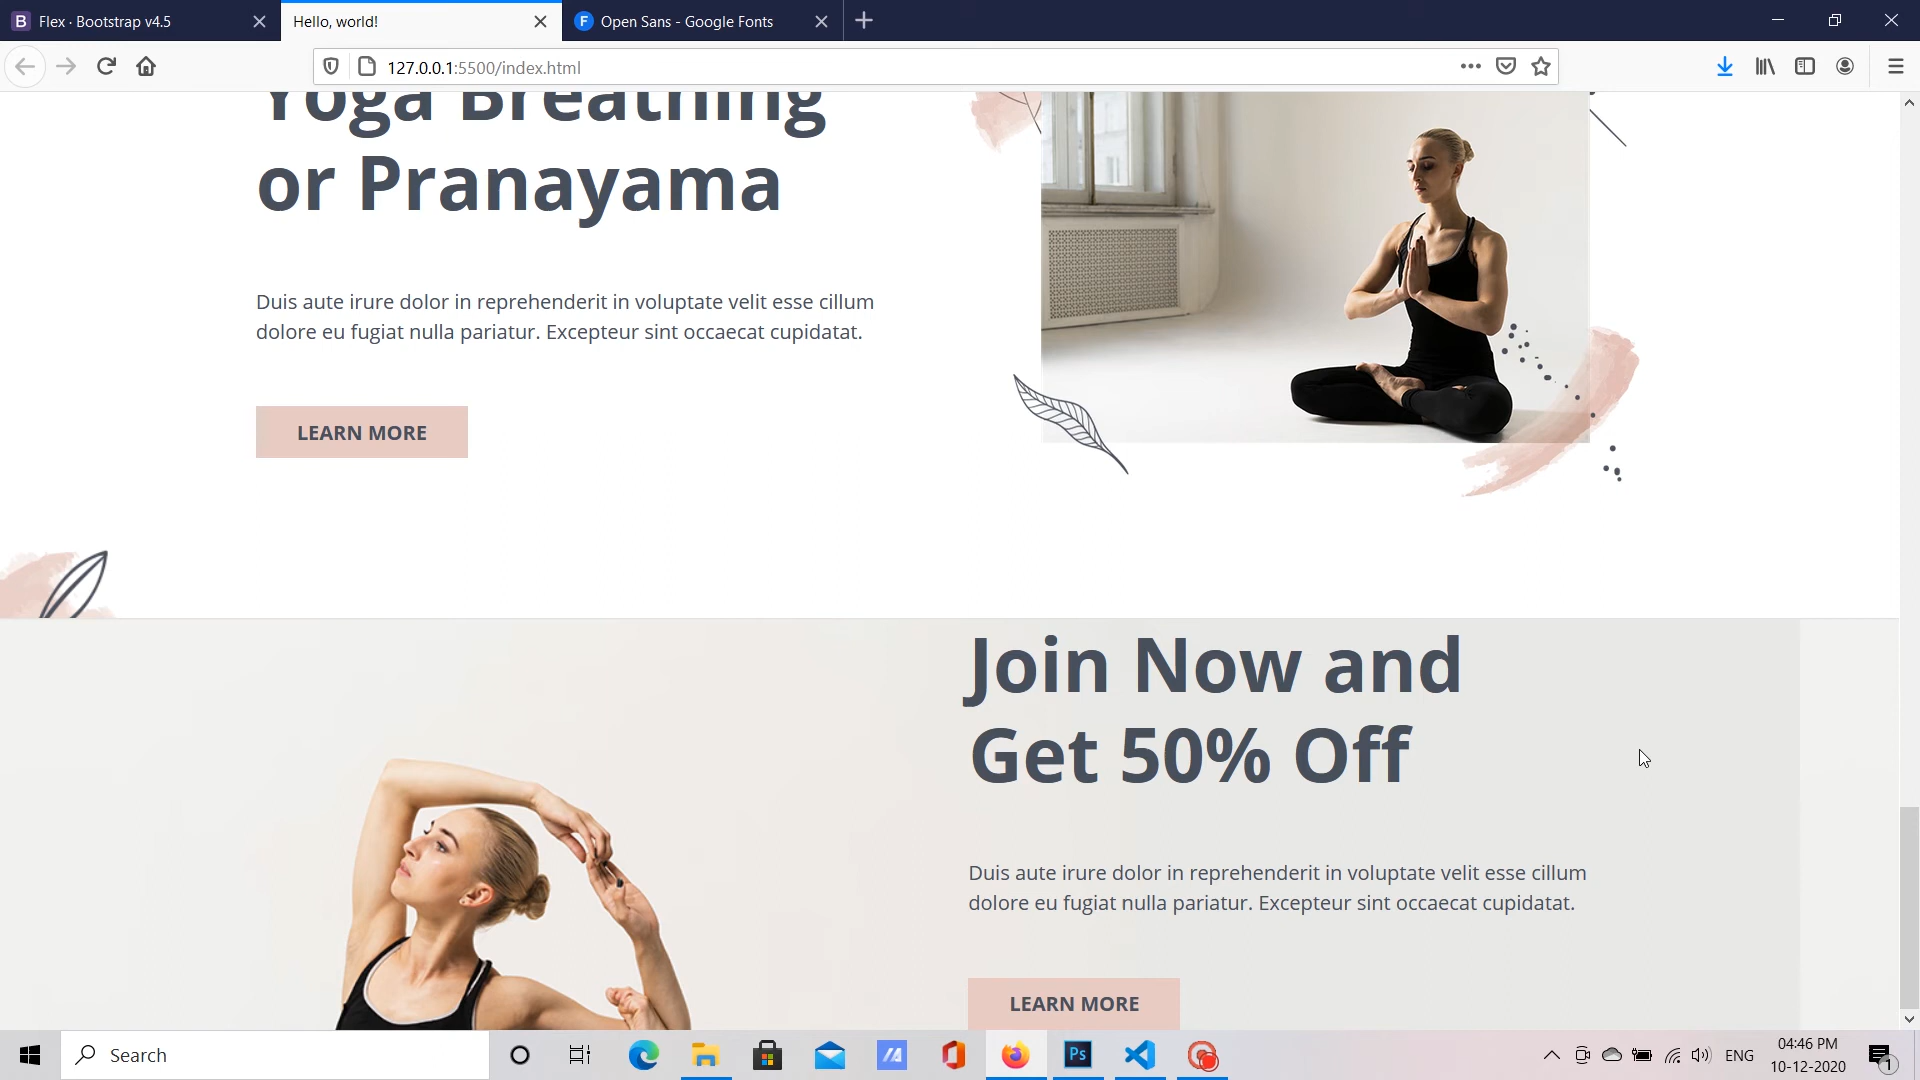 Flex · Bootstrap v4.5
Hello, world!
Open Sans - Google Fonts
127.0.0.1:5500/index.html
Yoga Breathing
or Pranayama
Duis aute irure dolor in reprehenderit in voluptate velit esse cillum
dolore eu fugiat nulla pariatur. Excepteur sint occaecat cupidatat.
LEARN MORE
Join Now and
Get 50% Off
Duis aute irure dolor in reprehenderit in voluptate velit esse cillum
dolore eu fugiat nulla pariatur. Excepteur sint occaecat cupidatat.
LEARN MORE
Search
Ps
ENG
04:46 PM
10-12-2020
1